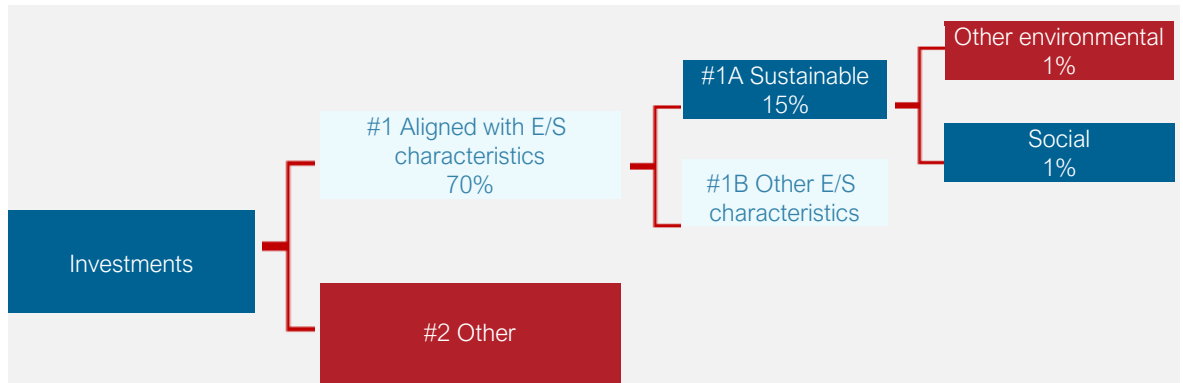 Investments
#1 Aligned with E/S
characteristics
70%
#2 Other
#1A Sustainable
15%
#1B Other E/S
characteristics
Other environmental
1%
Social
1%